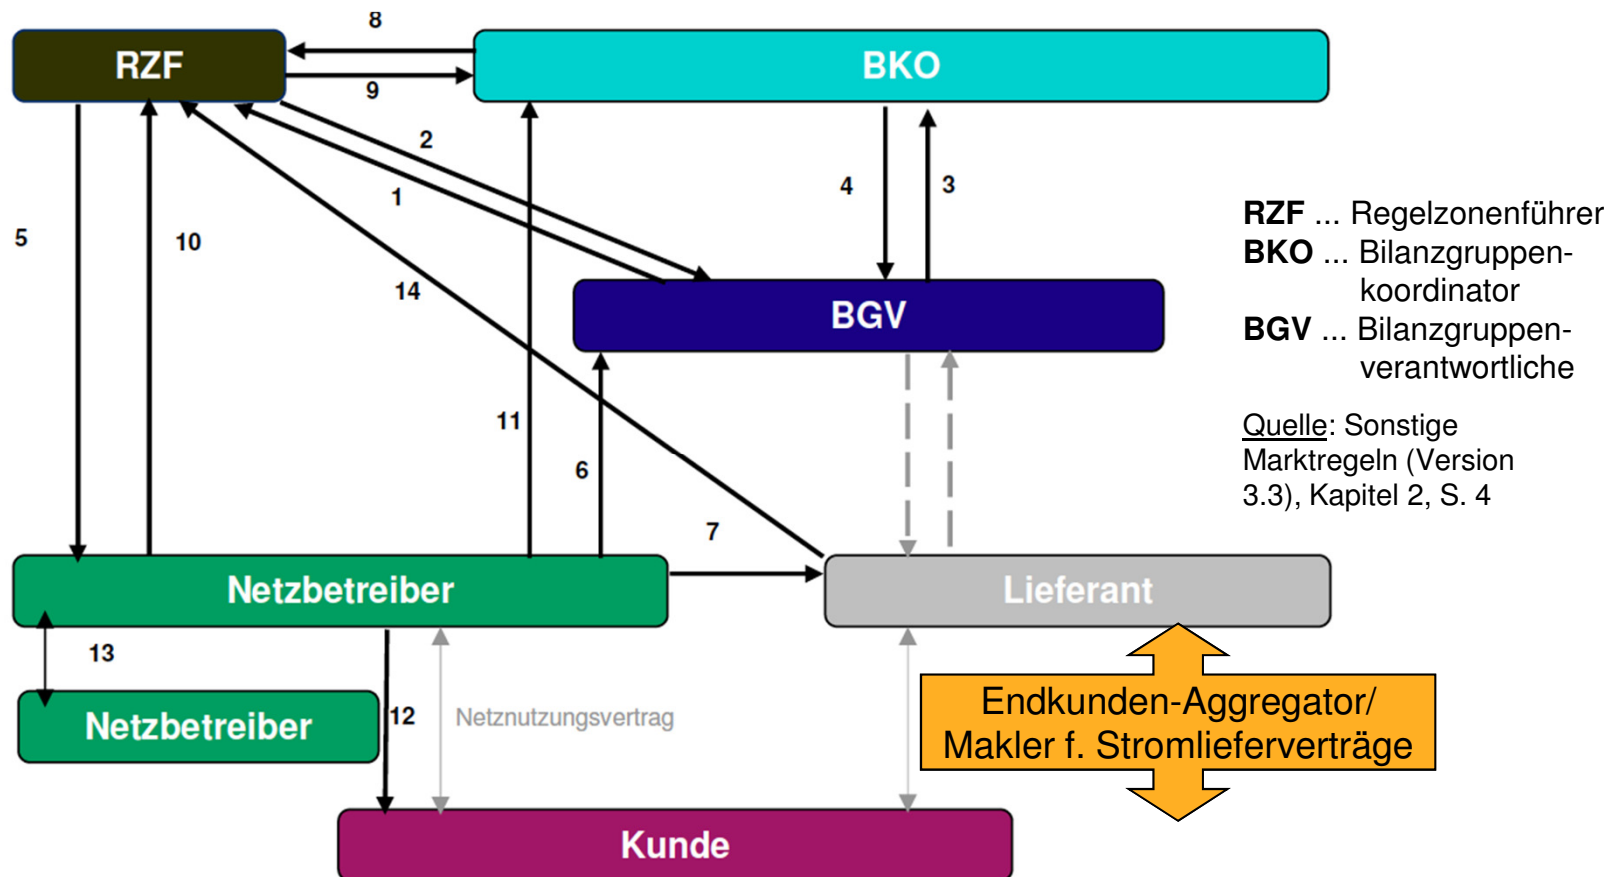 8
RZF
BKO
9
2
1
4
3
5
10
14
RZF ... Regelzonenführer
BKO ... Bilanzgruppen-
koordinator
BGV ... Bilanzgruppen-
verantwortliche
BGV
11
6
Quelle: Sonstige
Marktregeln (Version
3.3), Kapitel 2, S. 4
7
Netzbetreiber
Lieferant
13
Netzbetreiber
12
Netznutzungsvertrag
Endkunden-Aggregator/
Makler f. Stromlieferverträge
Kunde